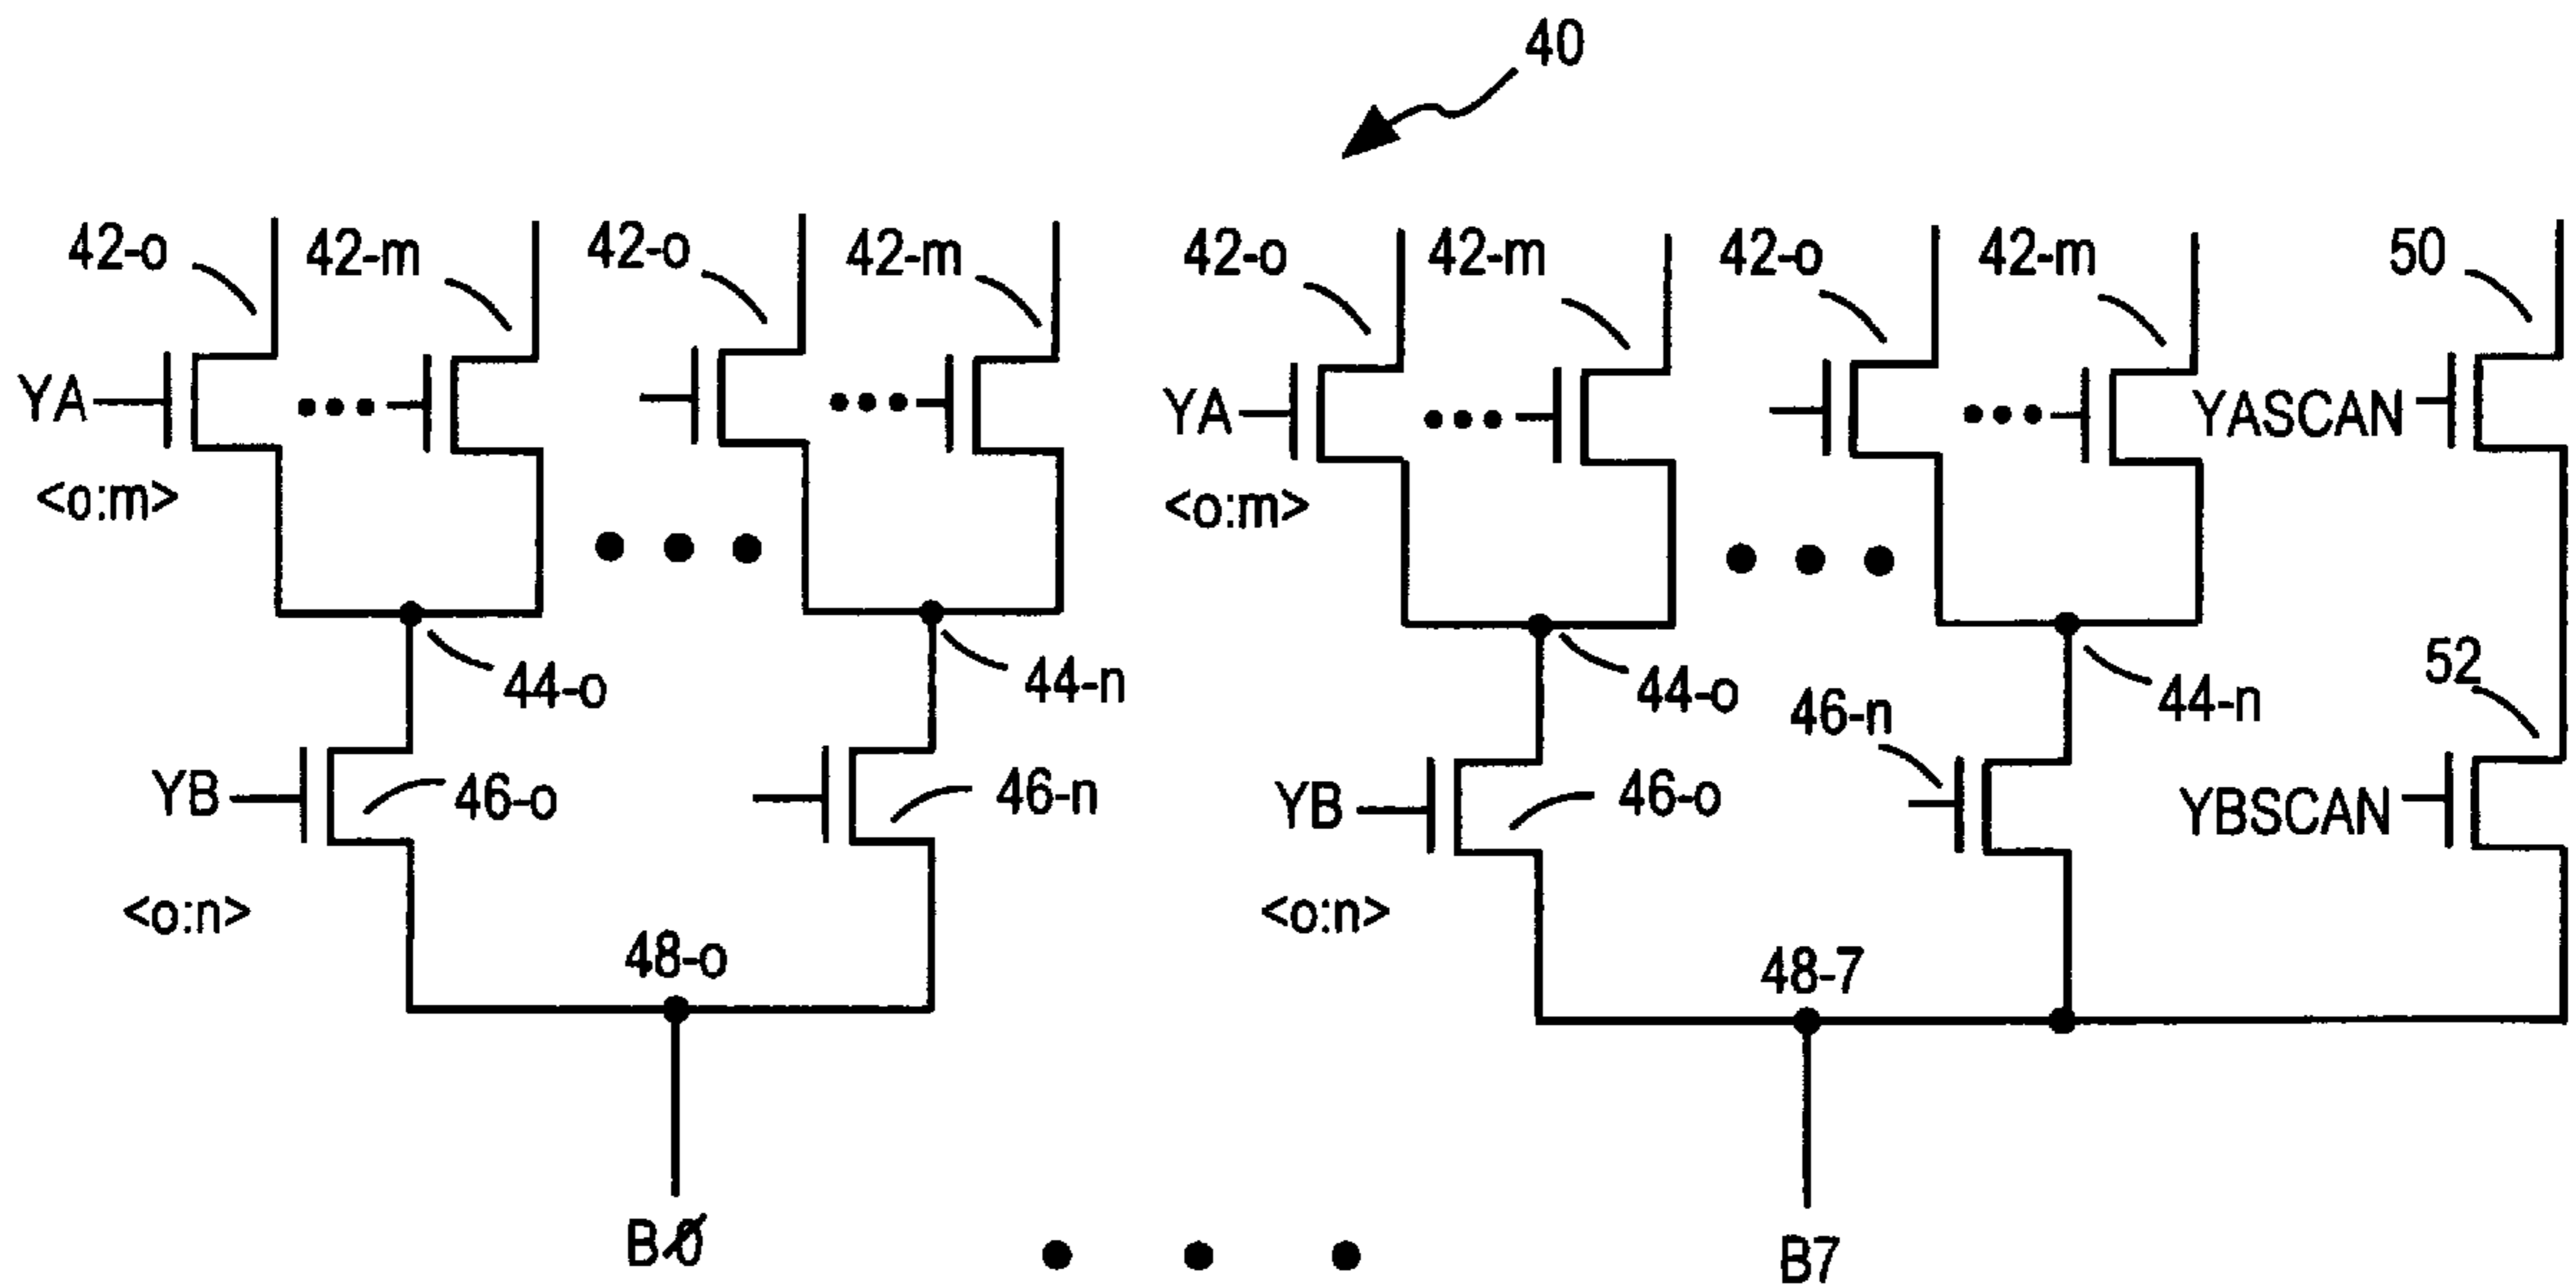 40
42-o 42-m 42-o 42-m 42-o 42-m 42-o 42-m 50
YA YA YASCAN
<o:m> <o:m>
44-o 44-n 44-o 44-n 52
46-n
YB 46-o 46-n YB 46-o YBSCAN
<o:n> <o:n>
48-o 48-7
B0̸ B7